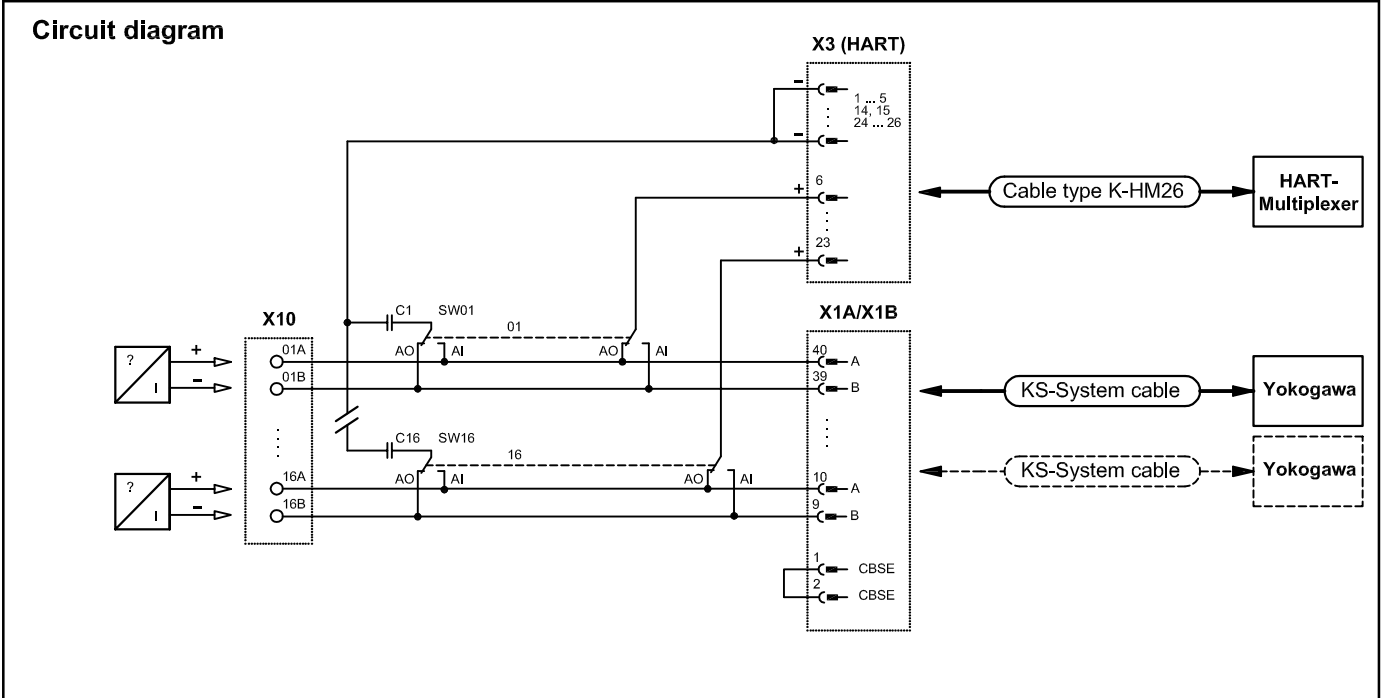 Circuit diagram
X3 (HART)
–
1 ... 5
14, 15
24 ... 26
–
+
6
+
23
Cable type K-HM26
HART-
Multiplexer
X10
C1
SW01
01
X1A/X1B
?
I
+
–
01A
01B
AO
AI
AO
AI
40
A
39
B
KS-System cable
Yokogawa
C16
SW16
16
KS-System cable
Yokogawa
?
I
+
–
16A
16B
AO
AI
AO
AI
10
A
9
B
1
CBSE
2
CBSE